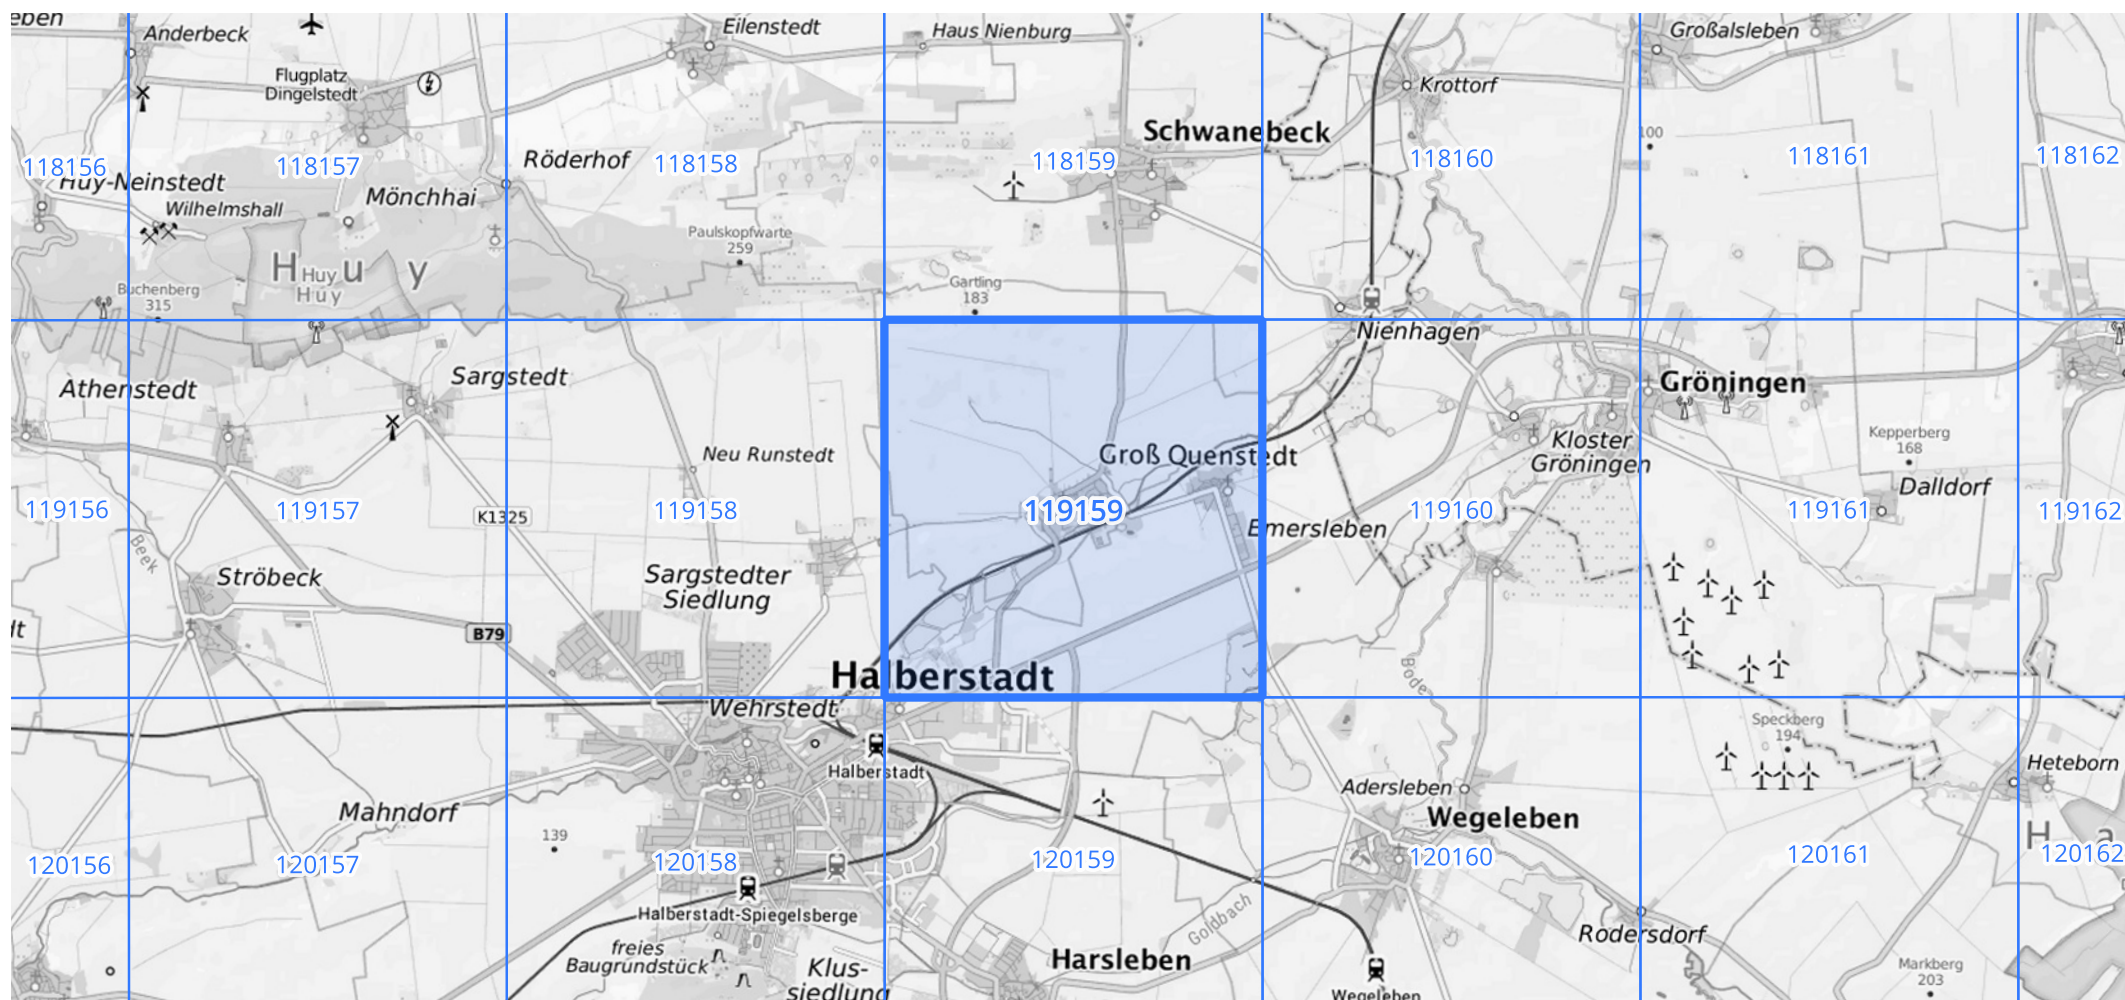 eben
Anderbeck
Eilenstedt
Haus Nienburg
Großalsleben
Flugplatz
Dingelstedt
Krottorf
Schwanebeck
100
118156
118157
Röderhof
118158
118159
118160
118161
118162
Huy-Neinstedt
Mönchhai
Wilhelmshall
Paulskopfwarte
259
H u y
Huy
Huy
Buchenberg
315
Gartling
183
Nienhagen
Athenstedt
Sargstedt
Gröningen
Neu Runstedt
Groß Quenstedt
Kloster
Gröningen
Kepperberg
168
Dalldorf
119156
119157
K1325
119158
119159
119160
119161
119162
Emersleben
Beek
Ströbeck
Sargstedter
Siedlung
dt
B79
Halberstadt
Bode
Wehrstedt
Speckberg
194
Halberstadt
Heteborn
Adersleben
Mahndorf
Wegeleben
139
H a
120156
120157
120158
120159
120160
120161
120162
Halberstadt-Spiegelsberge
Goldbach
freies
Baugrundstück
Rodersdorf
Harsleben
Klus-
siedlung
Markberg
203
Wegeleben